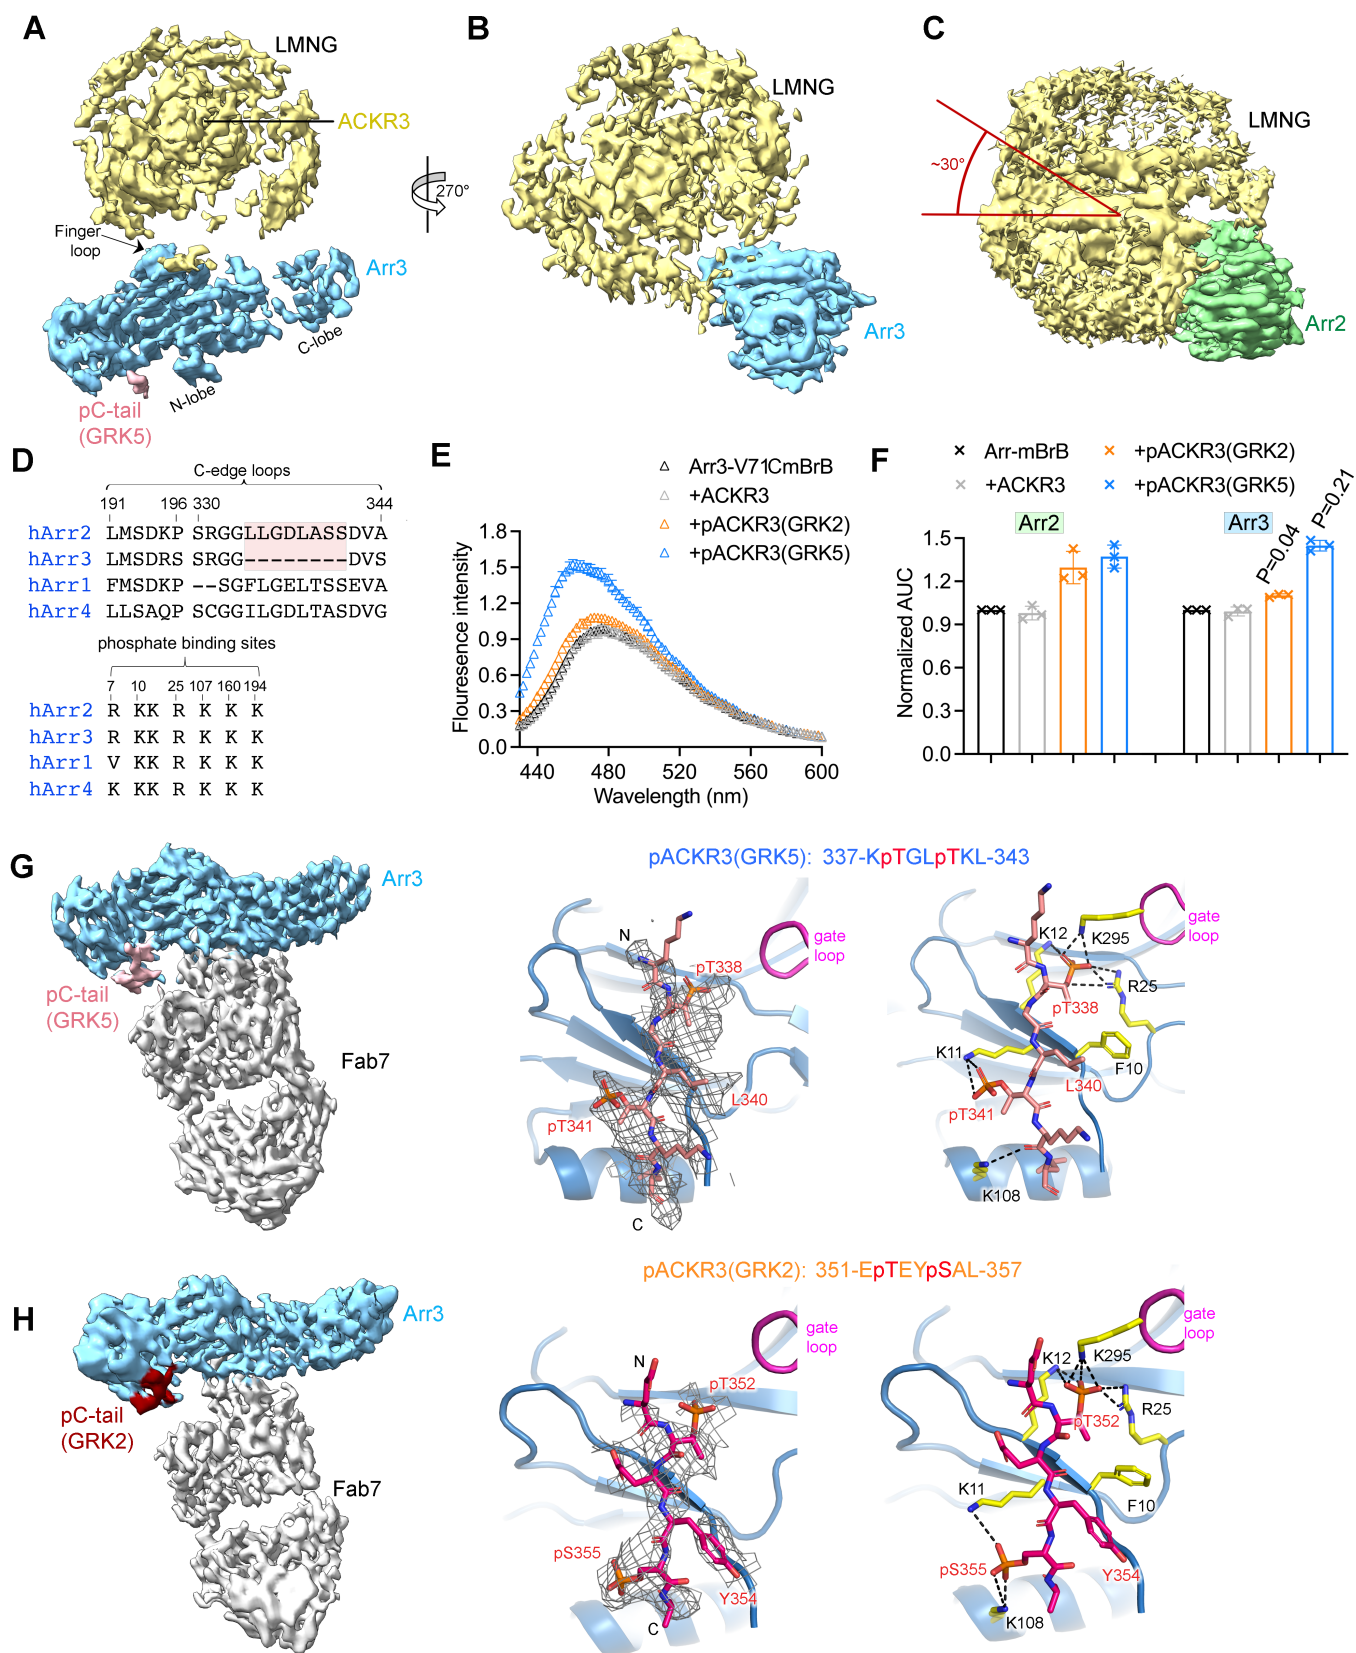 A
LMNG
ACKR3
Finger
loop
Arr3
C-lobe
N-lobe
pC-tail
(GRK5)
270°
B
LMNG
Arr3
C
LMNG
~30°
Arr2
D
C-edge loops
191 196 330 344
hArr2 LMSDKP SRGGLLGDLASSDVA
hArr3 LMSDRS SRGG--------DVS
hArr1 FMSDKP --SGFLGELTSSEVA
hArr4 LLSAQP SCGGILGDLTASDVG
phosphate binding sites
7 10 25 107 160 194
hArr2 R KK R K K K
hArr3 R KK R K K K
hArr1 V KK R K K K
hArr4 K KK R K K K
E
Arr3-V71CmBrB
+ACKR3
+pACKR3(GRK2)
+pACKR3(GRK5)
Flouresence intensity
1.8
1.5
1.2
0.9
0.6
0.3
0.0
440 480 520 560 600
Wavelength (nm)
F
Arr-mBrB
+ACKR3
+pACKR3(GRK2)
+pACKR3(GRK5)
Arr2
Arr3
P=0.04
P=0.21
Normalized AUC
1.5
1.2
0.9
0.6
0.3
0.0
G
Arr3
pC-tail
(GRK5)
Fab7
pACKR3(GRK5): 337-KpTGLpTKL-343
N
pT338
gate
loop
L340
pT341
C
K12
K295
gate
loop
R25
pT338
K11
F10
L340
pT341
K108
H
Arr3
pC-tail
(GRK2)
Fab7
pACKR3(GRK2): 351-EpTEYpSAL-357
N
pT352
gate
loop
pS355
Y354
C
K12
K295
gate
loop
R25
pT352
K11
F10
pS355
Y354
K108